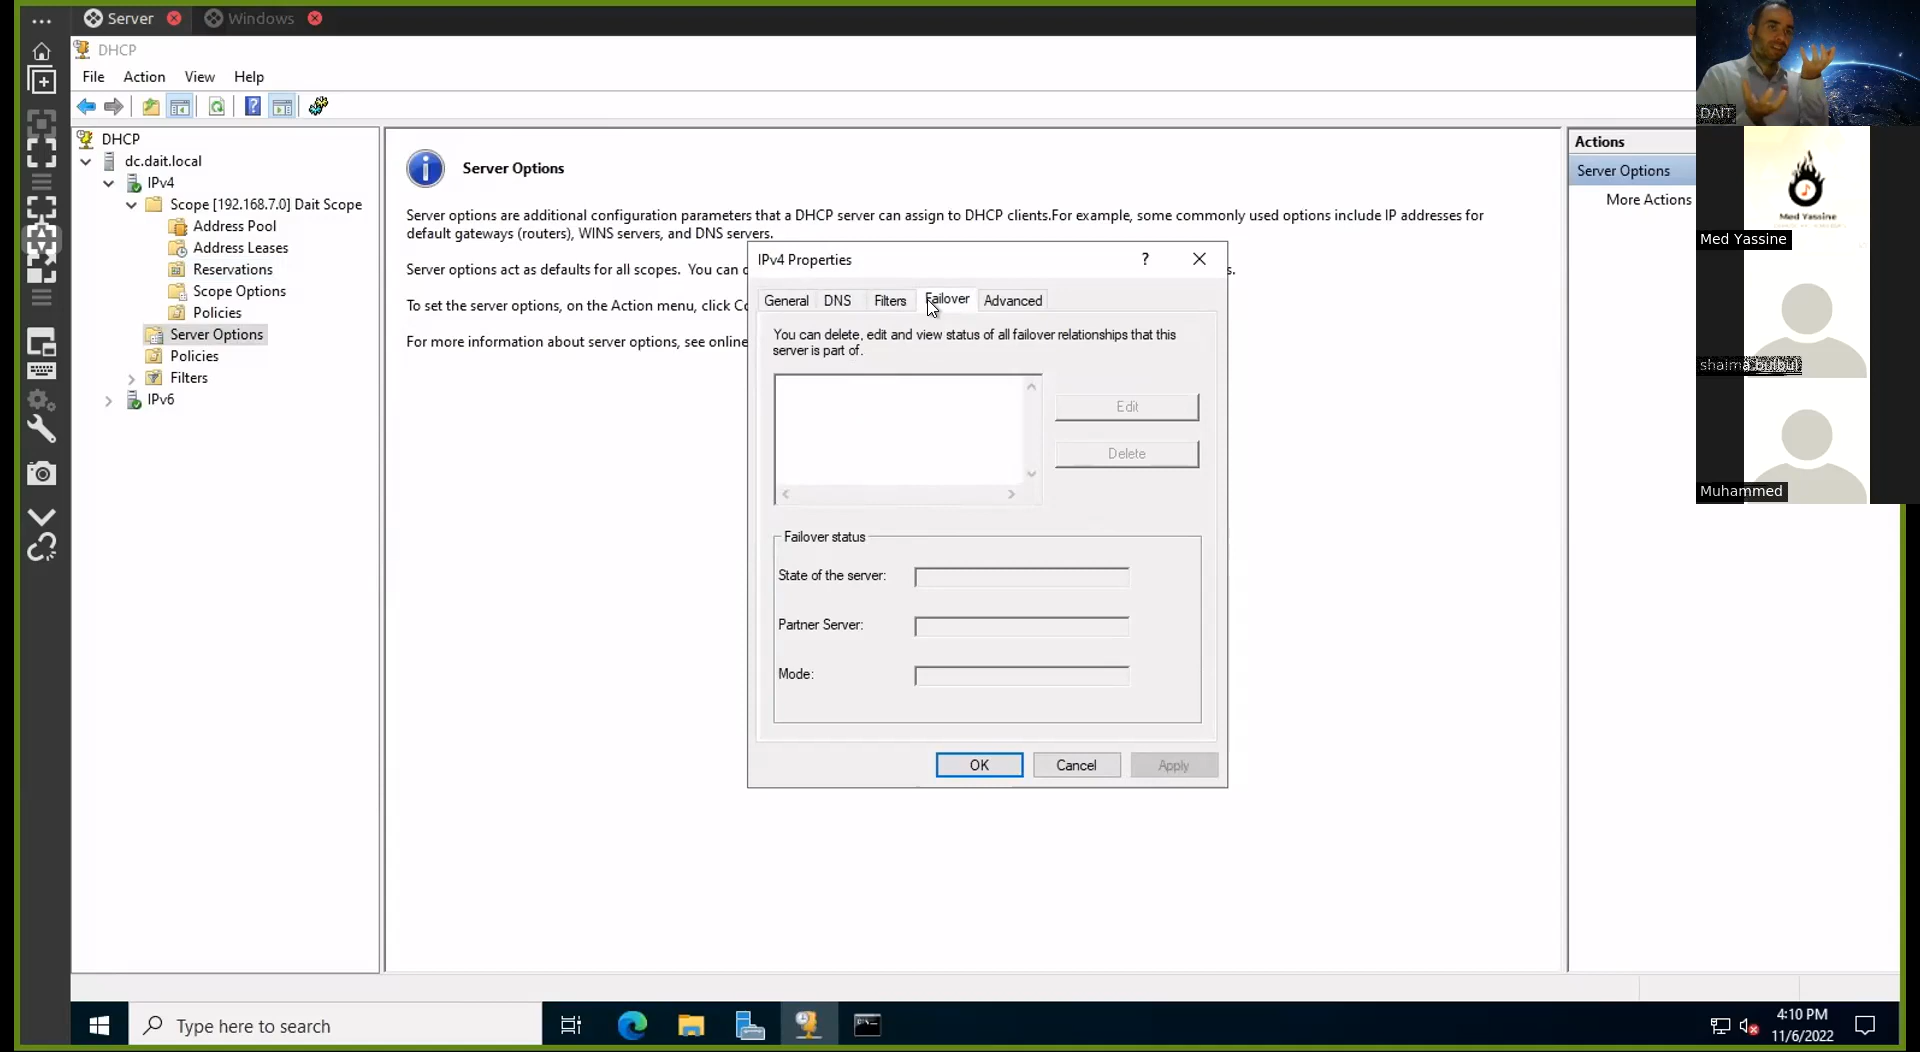 Server
Windows
DHCP
File Action View Help
DHCP
dc.dait.local
IPv4
Scope [192.168.7.0] Dait Scope
Address Pool
Address Leases
Reservations
Scope Options
Policies
Server Options
Policies
Filters
IPv6
Server Options
Server options are additional configuration parameters that a DHCP server can assign to DHCP clients.For example, some commonly used options include IP addresses for
default gateways (routers), WINS servers, and DNS servers.
Server options act as defaults for all scopes. You can
To set the server options, on the Action menu, click
For more information about server options, see online
IPv4 Properties
General DNS Filters Failover Advanced
You can delete, edit and view status of all failover relationships that this
server is part of.
Edit
Delete
Failover status
State of the server:
Partner Server:
Mode:
OK Cancel Apply
Actions
Server Options
More Actions
DAIT
Med Yassine
Med Yassine
Muhammed
Type here to search
4:10 PM
11/6/2022